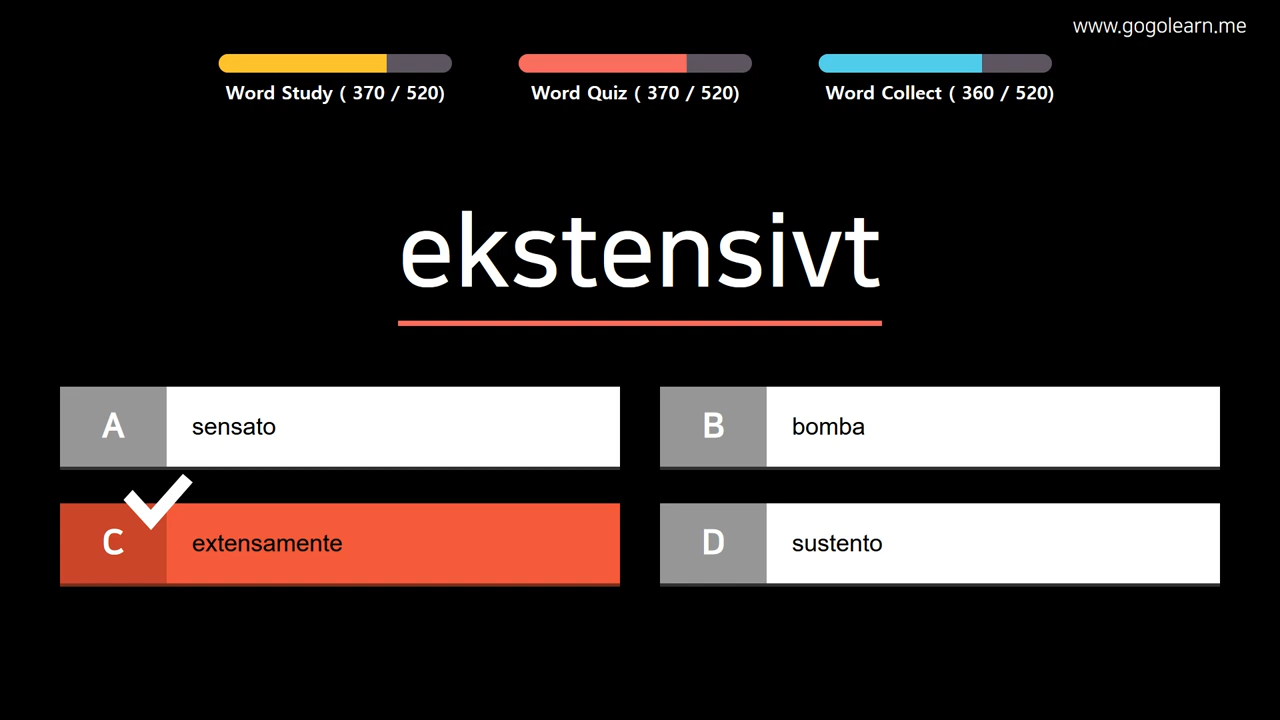 www.gogolearn.me
Word Study ( 370 / 520)
Word Quiz ( 370 / 520)
Word Collect ( 360 / 520)
ekstensivt
A sensato
B bomba
C extensamente
D sustento